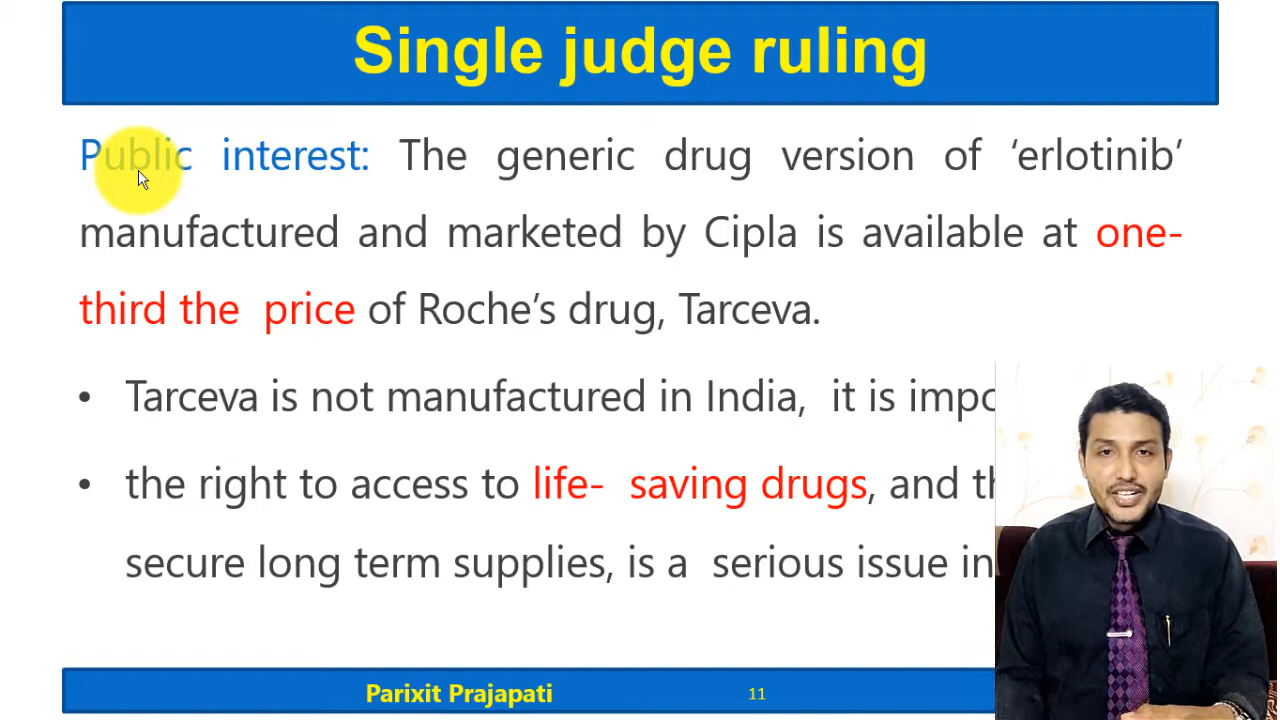 Single judge ruling
Public interest: The generic drug version of ‘erlotinib’
manufactured and marketed by Cipla is available at one-
third the price of Roche’s drug, Tarceva.
• Tarceva is not manufactured in India, it is
• the right to access to life- saving drugs, and
secure long term supplies, is a serious issue in
Parixit Prajapati 11